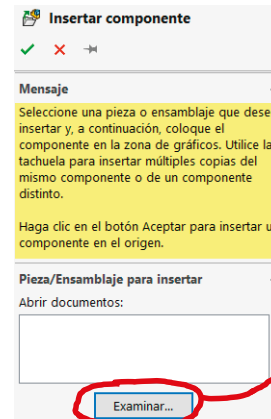 Insertar componente
Mensaje
Seleccione una pieza o ensamblaje que dese
insertar y, a continuación, coloque el
componente en la zona de gráficos. Utilice la
tachuela para insertar múltiples copias del
mismo componente o de un componente
distinto.
Haga clic en el botón Aceptar para insertar u
componente en el origen.
Pieza/Ensamblaje para insertar
Abrir documentos:
Examinar...